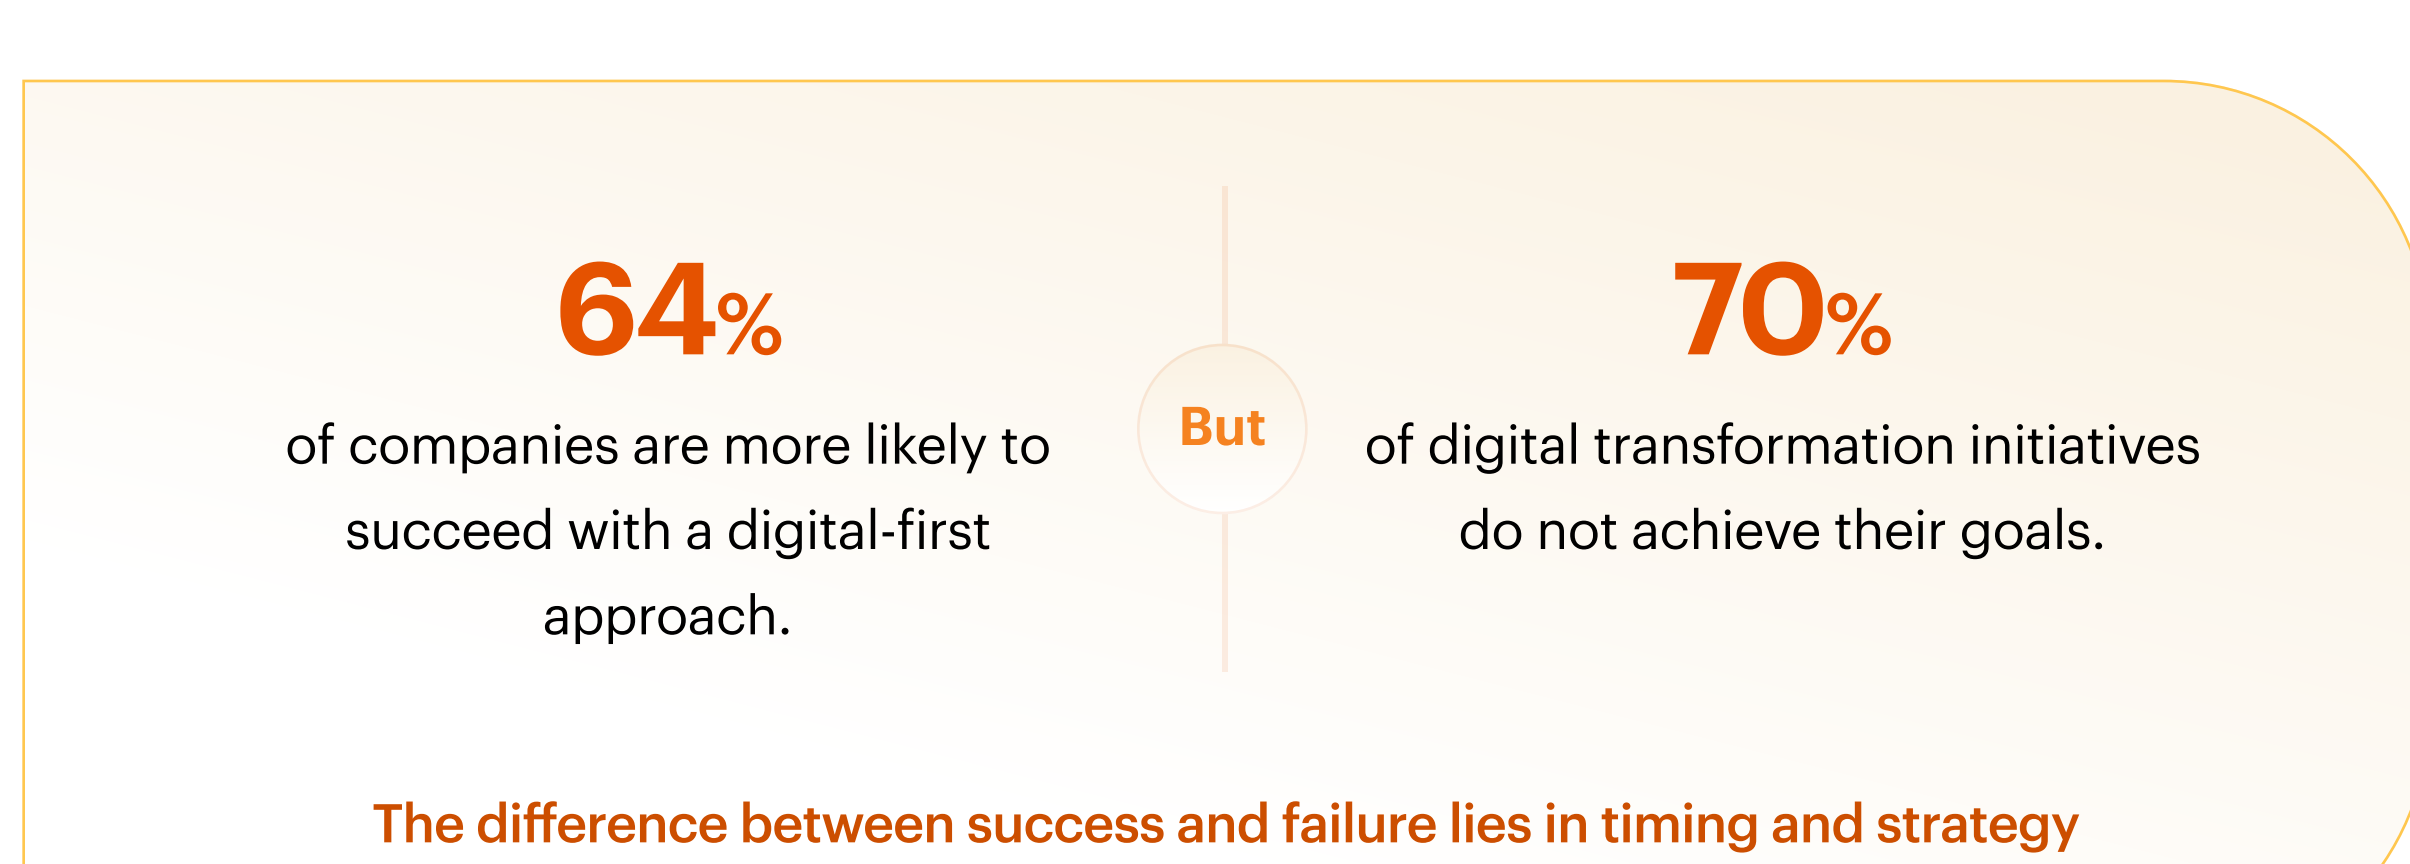 64%
of companies are more likely to
succeed with a digital-first
approach.
But
70%
of digital transformation initiatives
do not achieve their goals.
The difference between success and failure lies in timing and strategy